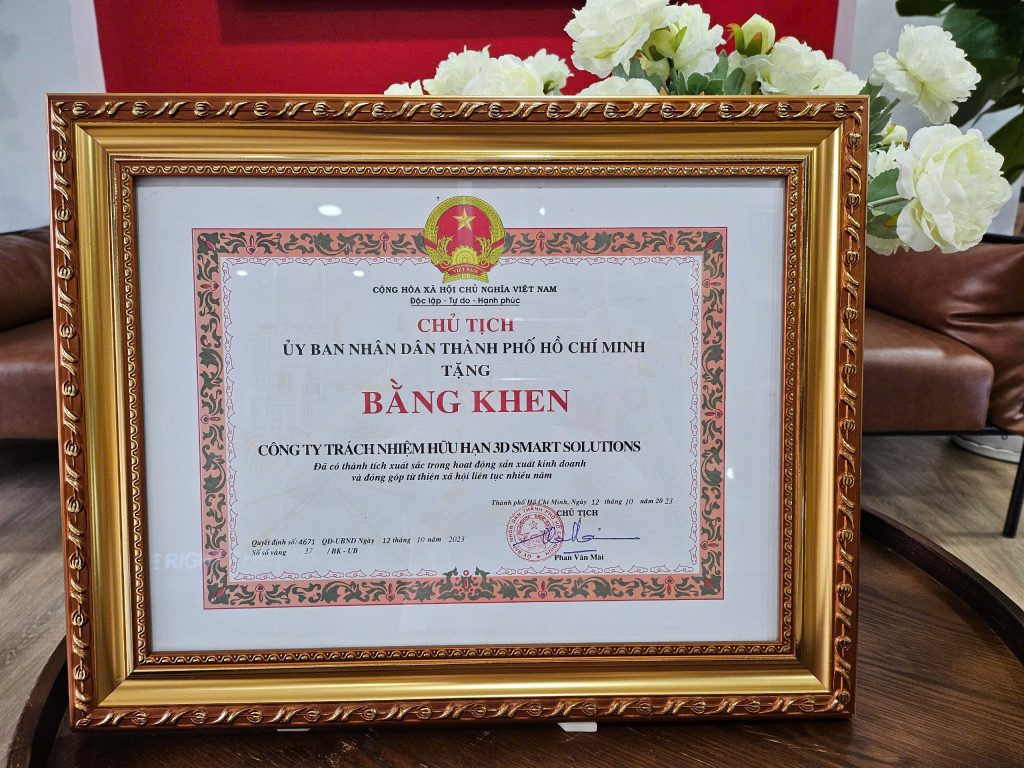 VIỆT NAM
CỘNG HÒA XÃ HỘI CHỦ NGHĨA VIỆT NAM
Độc lập - Tự do - Hạnh phúc
CHỦ TỊCH
ỦY BAN NHÂN DÂN THÀNH PHỐ HỒ CHÍ MINH
TẶNG
BẰNG KHEN
CÔNG TY TRÁCH NHIỆM HỮU HẠN 3D SMART SOLUTIONS
Đã có thành tích xuất sắc trong hoạt động sản xuất kinh doanh
và đóng góp từ thiện xã hội liên tục nhiều năm
Thành phố Hồ Chí Minh, Ngày 12 tháng 10 năm 2023
CHỦ TỊCH
Quyết định số: 4671 QĐ-UBND Ngày 12 tháng 10 năm 2023
Số sổ vàng 37 / BK - UB
Phan Văn Mãi